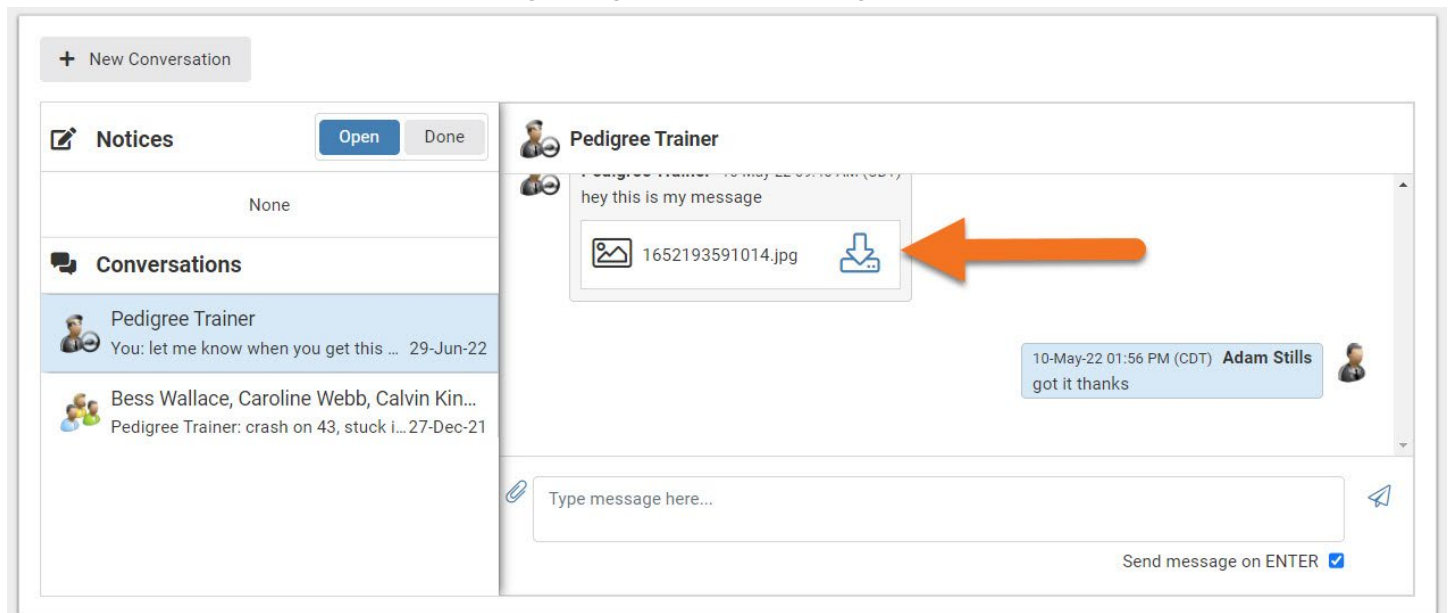 New Conversation
Notices
Open
Done
None
Conversations
Pedigree Trainer
You: let me know when you get this ... 29-Jun-22
Bess Wallace, Caroline Webb, Calvin Kin...
Pedigree Trainer: crash on 43, stuck i... 27-Dec-21
Pedigree Trainer
hey this is my message
1652193591014.jpg
10-May-22 01:56 PM (CDT) Adam Stills
got it thanks
Type message here...
Send message on ENTER